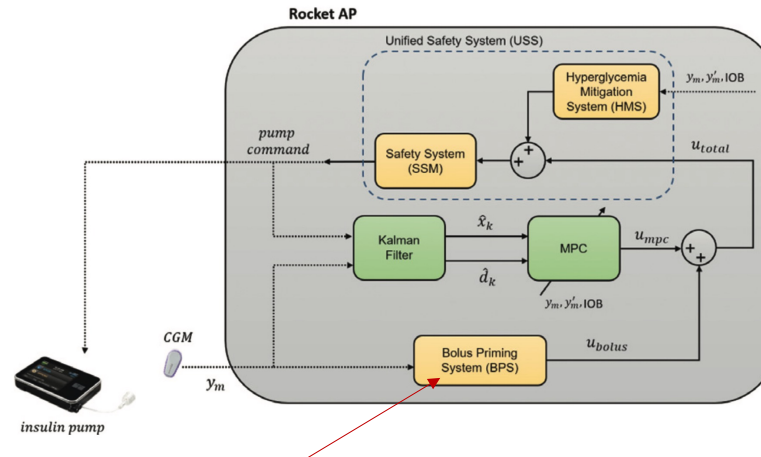 Rocket AP
Unified Safety System (USS)
Hyperglycemia
Mitigation
System (HMS)
y_m, y'_m, IOB
pump
command
Safety System
(SSM)
+
+
u_total
Kalman
Filter
x̂_k
d̂_k
MPC
u_mpc
+
+
y_m, y'_m, IOB
CGM
y_m
Bolus Priming
System (BPS)
u_bolus
insulin pump